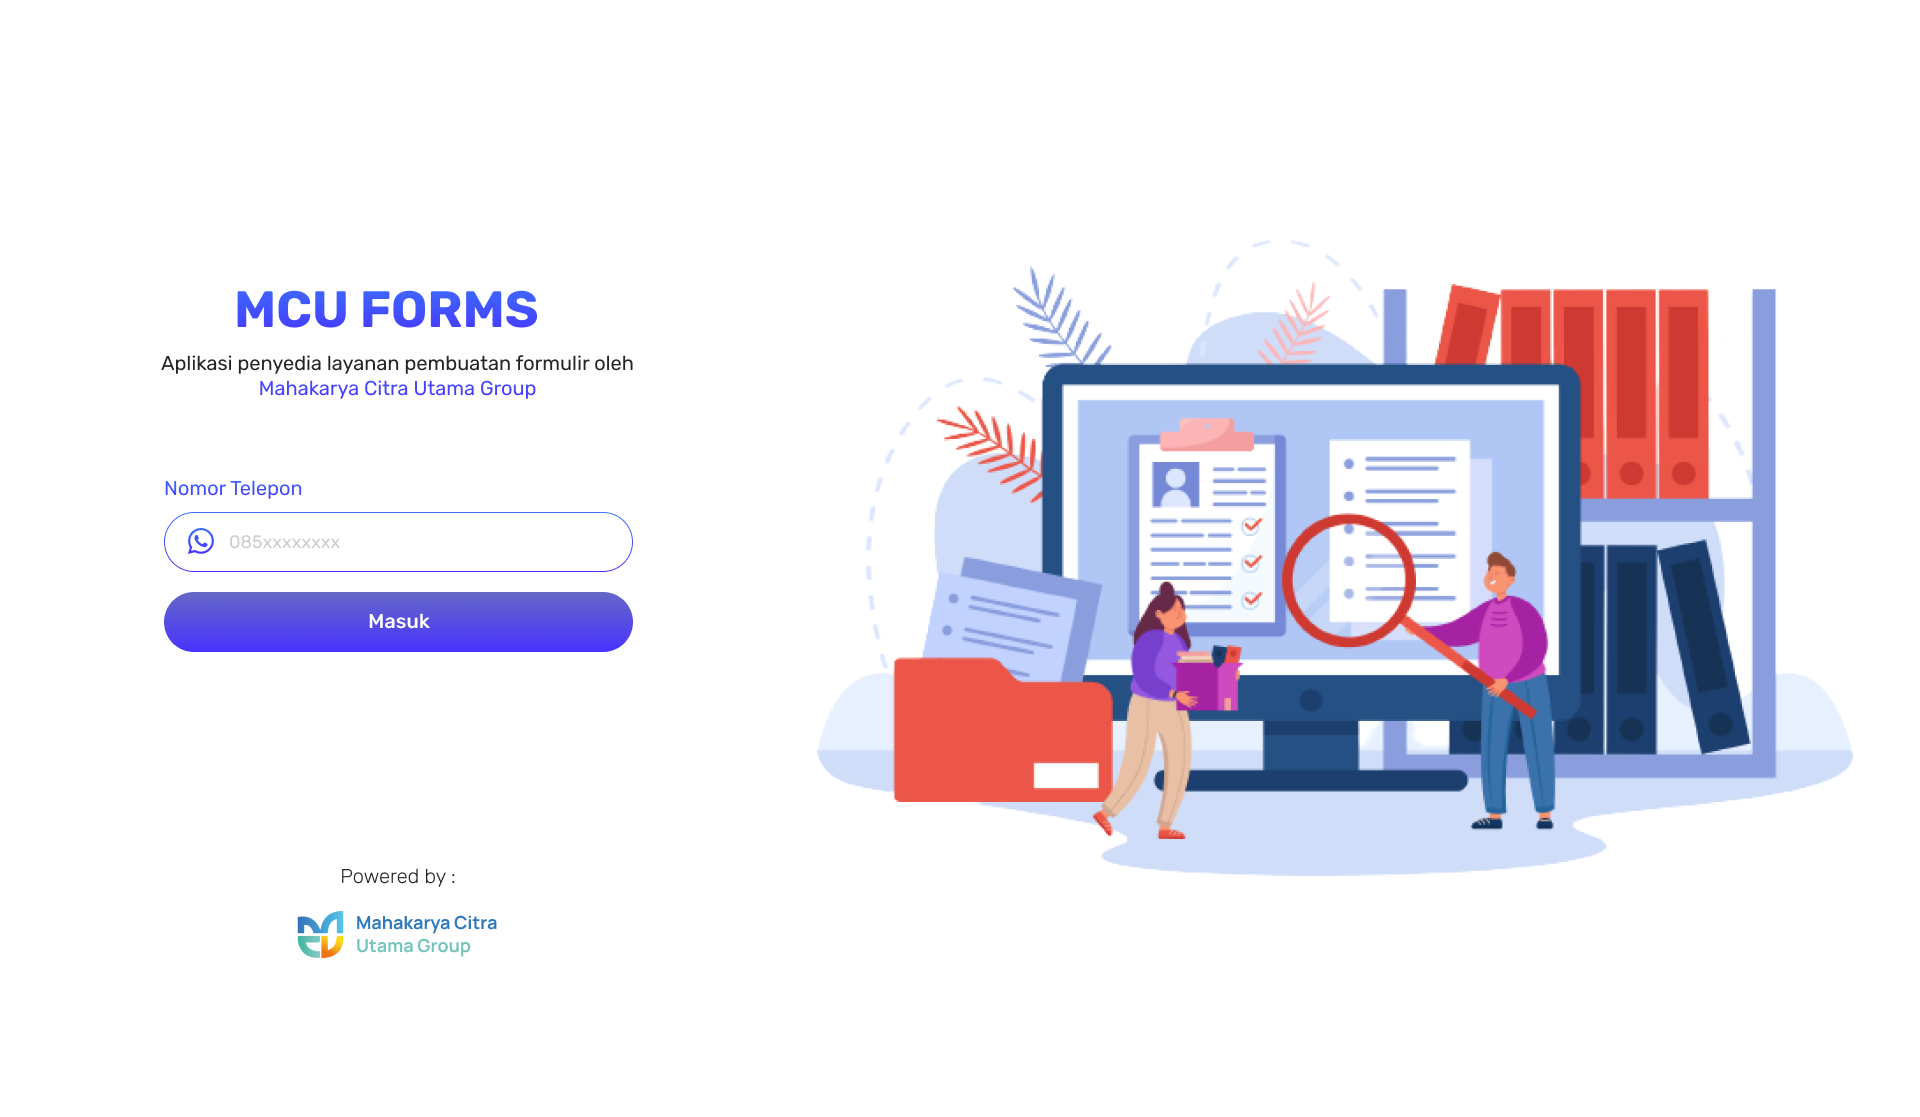 MCU FORMS
Aplikasi penyedia layanan pembuatan formulir oleh
Mahakarya Citra Utama Group
Nomor Telepon
085xxxxxxxx
Masuk
Powered by :
Mahakarya Citra
Utama Group